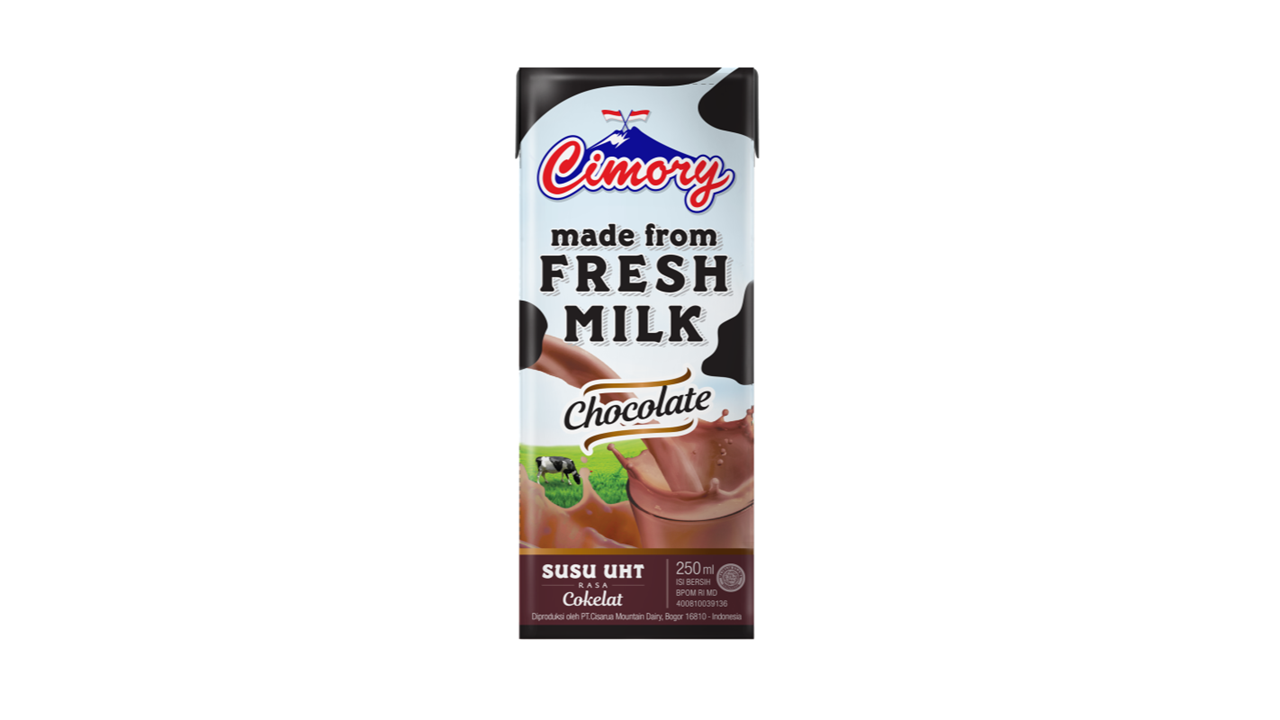 Cimory
made from
FRESH
MILK
Chocolate
SUSU UHT
RASA
Cokelat
250 ml
ISI BERSIH
BPOM RI MD
400810039136
Diproduksi oleh PT.Cisarua Mountain Dairy, Bogor 16810 - Indonesia